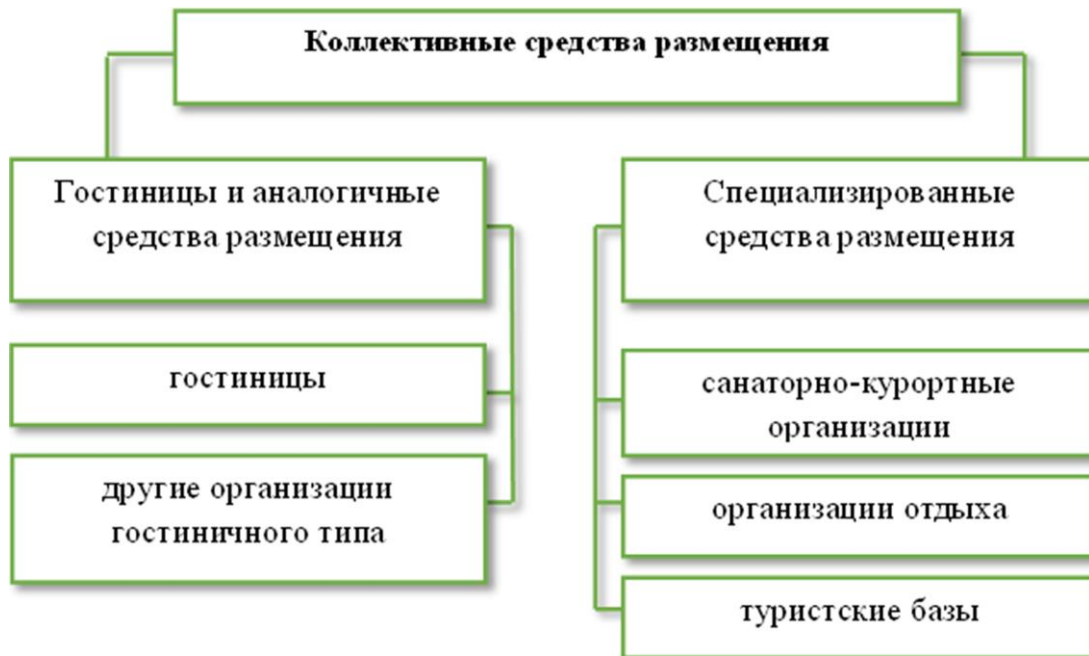 Коллективные средства размещения
Гостиницы и аналогичные
средства размещения
гостиницы
другие организации
гостиничного типа
Специализированные
средства размещения
санаторно-курортные
организации
организации отдыха
туристские базы